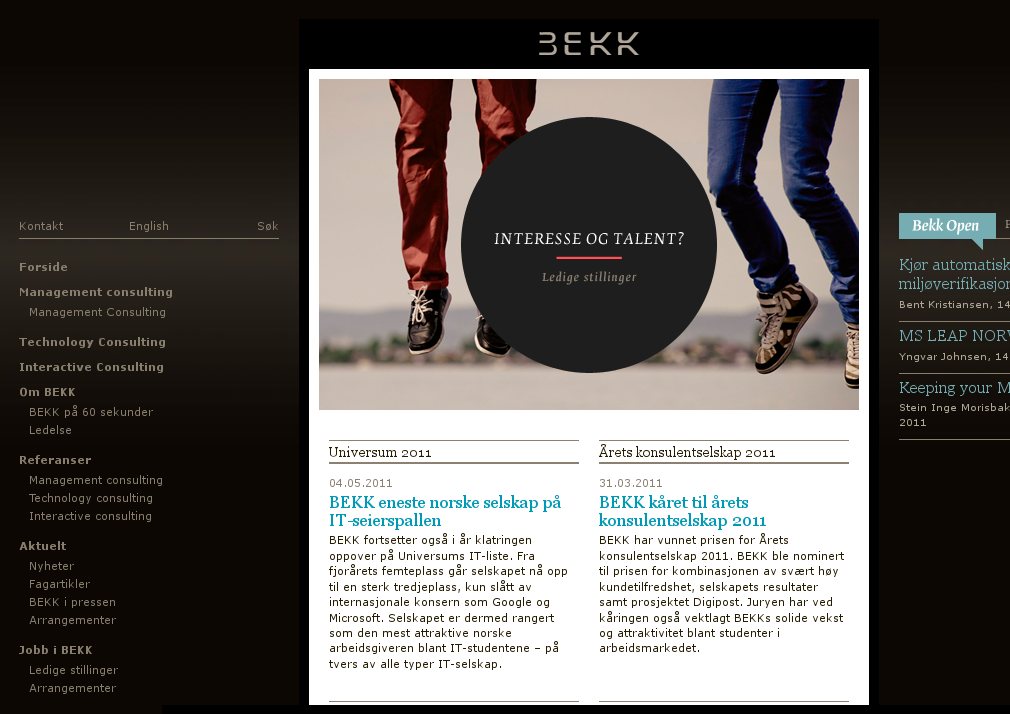 BEKK
Kontakt English Søk
Forside
Management consulting
Management Consulting
Technology Consulting
Interactive Consulting
Om BEKK
BEKK på 60 sekunder
Ledelse
Referanser
Management consulting
Technology consulting
Interactive consulting
Aktuelt
Nyheter
Fagartikler
BEKK i pressen
Arrangementer
Jobb i BEKK
Ledige stillinger
Arrangementer
INTERESSE OG TALENT?
Ledige stillinger
Universum 2011
04.05.2011
BEKK eneste norske selskap på
IT-seierspallen
BEKK fortsetter også i år klatringen
oppover på Universums IT-liste. Fra
fjorårets femteplass går selskapet nå opp
til en sterk tredjeplass, kun slått av
internasjonale konsern som Google og
Microsoft. Selskapet er dermed rangert
som den mest attraktive norske
arbeidsgiveren blant IT-studentene – på
tvers av alle typer IT-selskap.
Årets konsulentselskap 2011
31.03.2011
BEKK kåret til årets
konsulentselskap 2011
BEKK har vunnet prisen for Årets
konsulentselskap 2011. BEKK ble nominert
til prisen for kombinasjonen av svært høy
kundetilfredshet, selskapets resultater
samt prosjektet Digipost. Juryen har ved
kåringen også vektlagt BEKKs solide vekst
og attraktivitet blant studenter i
arbeidsmarkedet.
Bekk Open
Kjør automatisk
miljøverifikasjon
Bent Kristiansen, 14
MS LEAP NORW
Yngvar Johnsen, 14
Keeping your M
Stein Inge Morisbak
2011